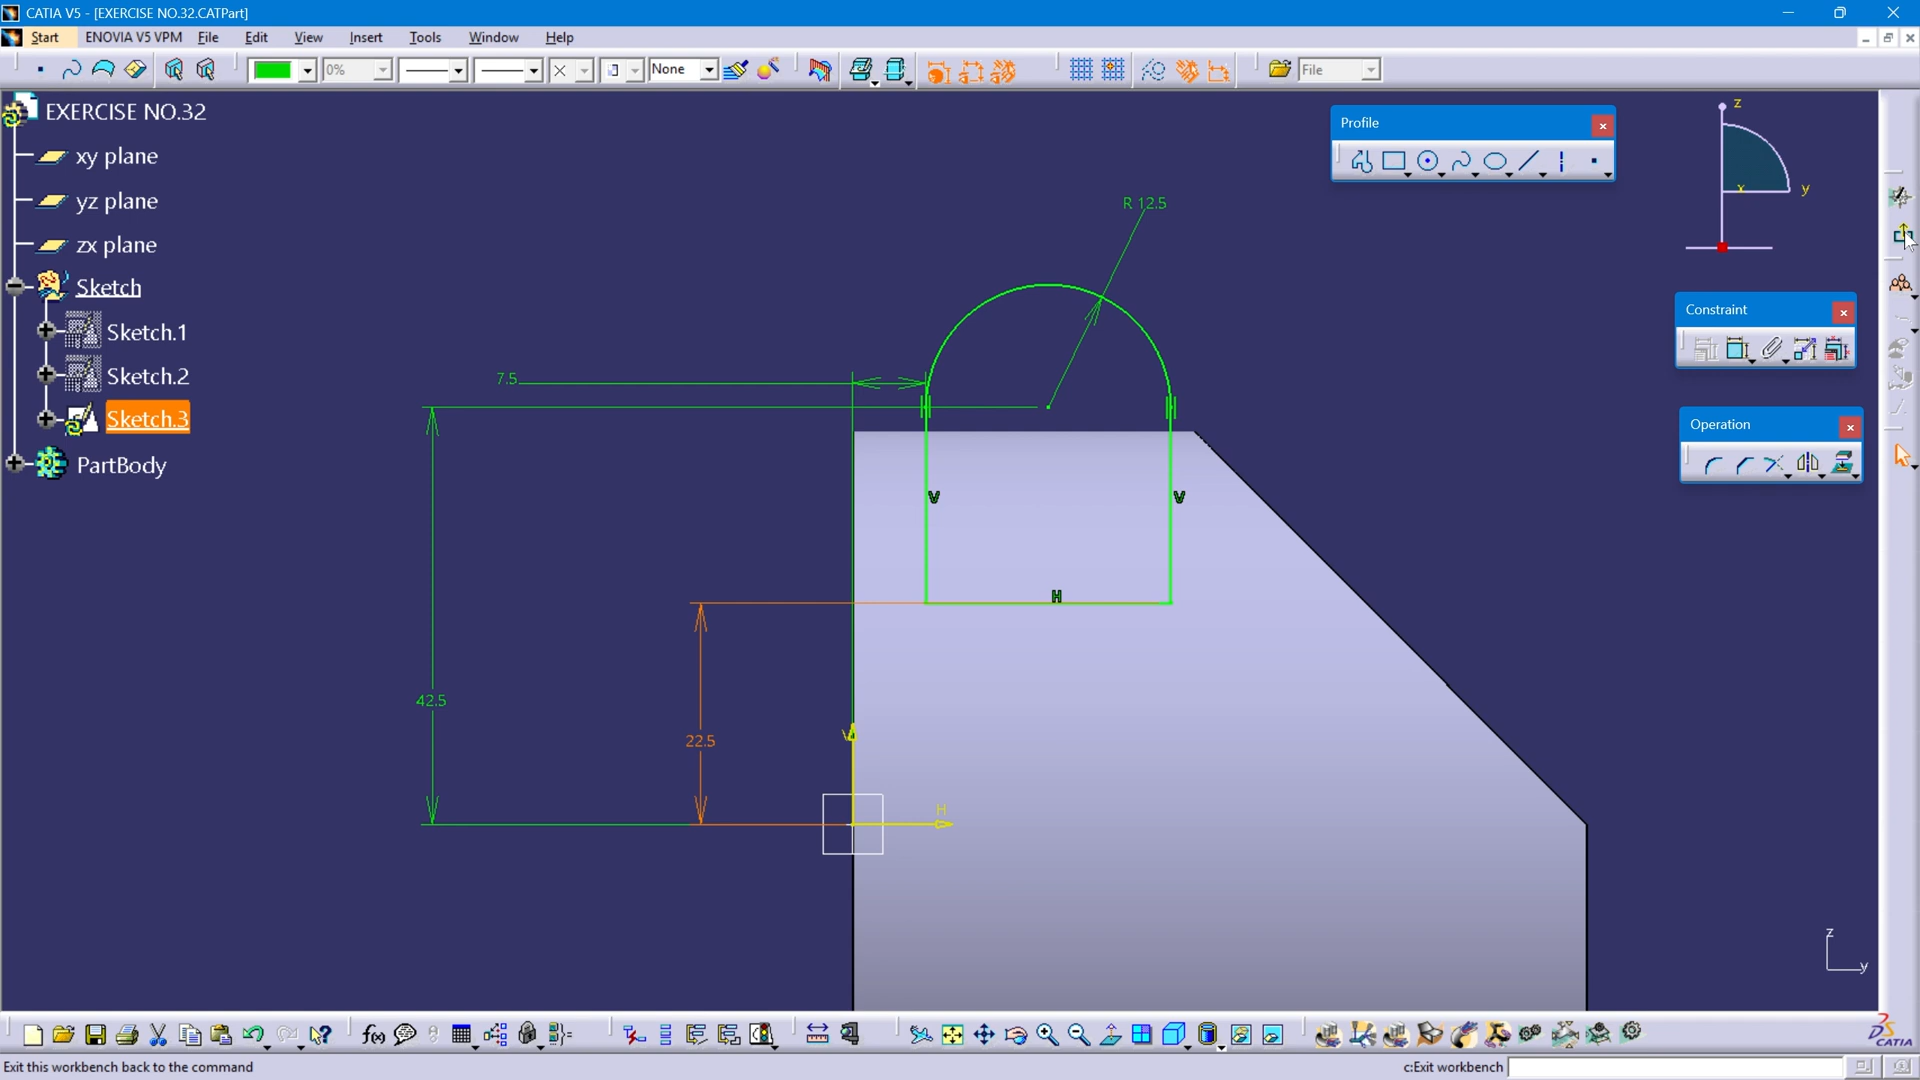 CATIA V5 - [EXERCISE NO.32.CATPart]
Start ENOVIA V5 VPM File Edit View Insert Tools Window Help
0% None File
EXERCISE NO.32
xy plane
yz plane
zx plane
Sketch
Sketch.1
Sketch.2
Sketch.3
PartBody
Profile
z
x
y
Constraint
Operation
R 12.5
7.5
V
V
H
42.5
22.5
V
H
z
y
f(x)
CATIA
Exit this workbench back to the command
c:Exit workbench